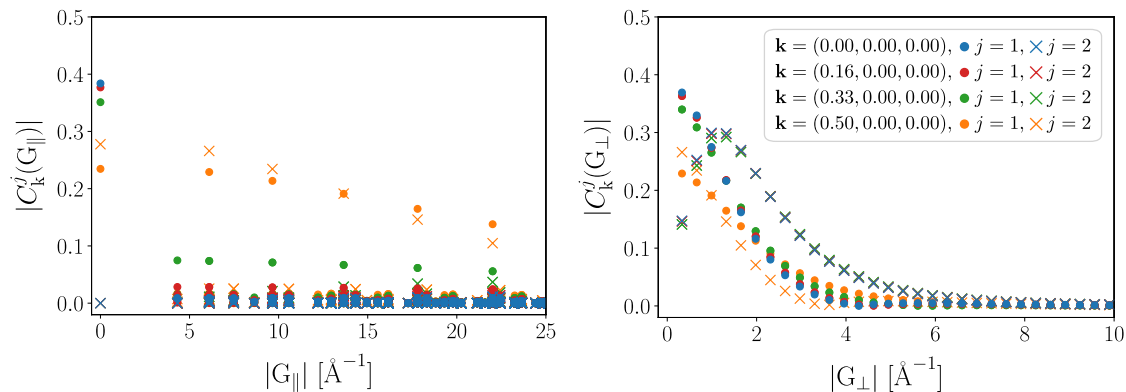 0.5
0.4
0.3
0.2
0.1
0.0
|C^j_k(G_∥)|
0 5 10 15 20 25
|G_∥| [Å⁻¹]
0.5
0.4
0.3
0.2
0.1
0.0
|C^j_k(G_⊥)|
k = (0.00, 0.00, 0.00), j = 1, j = 2
k = (0.16, 0.00, 0.00), j = 1, j = 2
k = (0.33, 0.00, 0.00), j = 1, j = 2
k = (0.50, 0.00, 0.00), j = 1, j = 2
0 2 4 6 8 10
|G_⊥| [Å⁻¹]